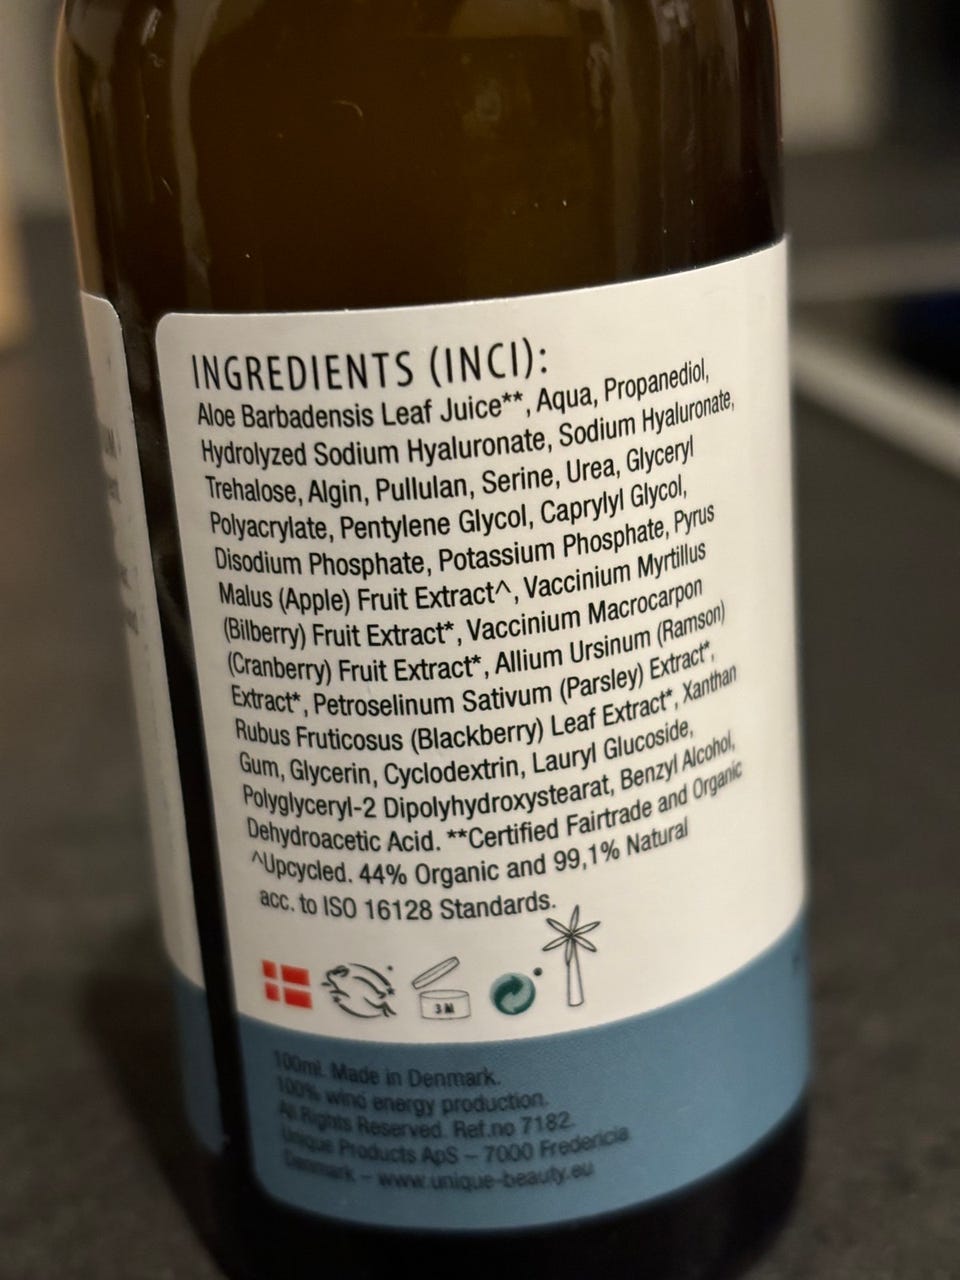 INGREDIENTS (INCI):
Aloe Barbadensis Leaf Juice**, Aqua, Propanediol,
Hydrolyzed Sodium Hyaluronate, Sodium Hyaluronate,
Trehalose, Algin, Pullulan, Serine, Urea, Glyceryl
Polyacrylate, Pentylene Glycol, Caprylyl Glycol,
Disodium Phosphate, Potassium Phosphate, Pyrus
Malus (Apple) Fruit Extract^, Vaccinium Myrtillus
(Bilberry) Fruit Extract*, Vaccinium Macrocarpon
(Cranberry) Fruit Extract*, Allium Ursinum (Ramson)
Extract*, Petroselinum Sativum (Parsley) Extract*,
Rubus Fruticosus (Blackberry) Leaf Extract*, Xanthan
Gum, Glycerin, Cyclodextrin, Lauryl Glucoside,
Polyglyceryl-2 Dipolyhydroxystearat, Benzyl Alcohol,
Dehydroacetic Acid. **Certified Fairtrade and Organic
^Upcycled. 44% Organic and 99,1% Natural
acc. to ISO 16128 Standards.
3 M
100ml. Made in Denmark.
100% wind energy production.
All Rights Reserved. Ref.no 7182.
Unique Products ApS – 7000 Fredericia
Denmark – www.unique-beauty.eu